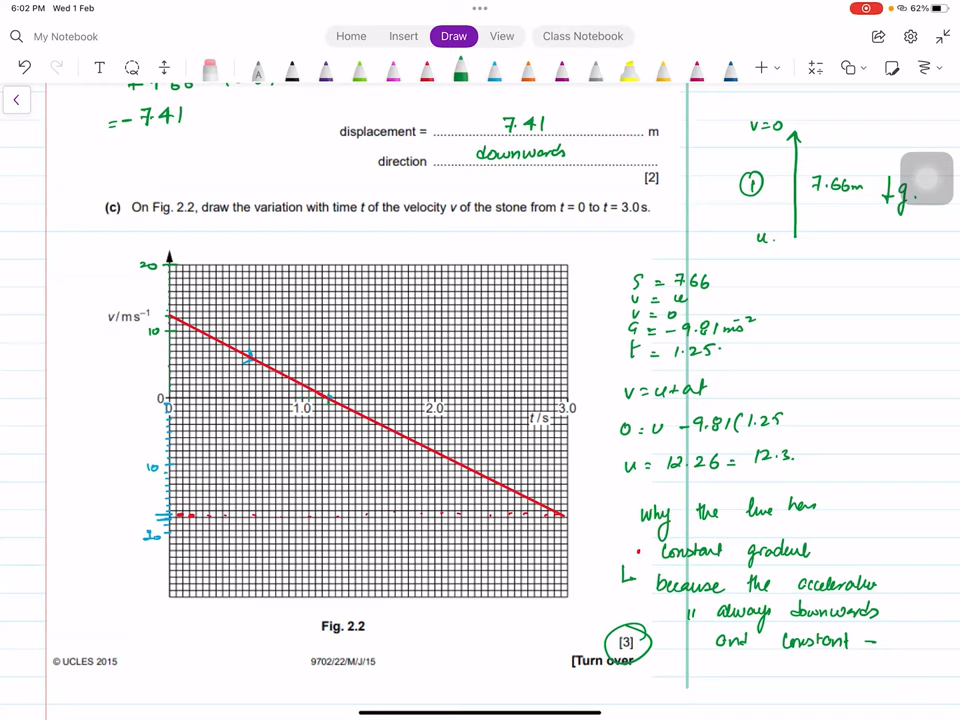 6:02 PM Wed 1 Feb
62%
My Notebook
Home Insert Draw View Class Notebook
= - 7.41
displacement = 7.41 m
direction downwards
[2]
(c) On Fig. 2.2, draw the variation with time t of the velocity v of the stone from t = 0 to t = 3.0 s.
20
v/m s⁻¹
10
0
0 1.0 2.0 3.0
t/s
10
20
Fig. 2.2
[3]
© UCLES 2015 9702/22/M/J/15 [Turn over
v=0
① 7.66m ↓g.
u.
S = 7.66
u = u
v = 0
a = -9.81 ms⁻²
t = 1.25.
v = u + at
0 = u - 9.81(1.25
u = 12.26 = 12.3.
Why the line has
• constant gradient
↳ because the acceleration
is always downwards
and constant -